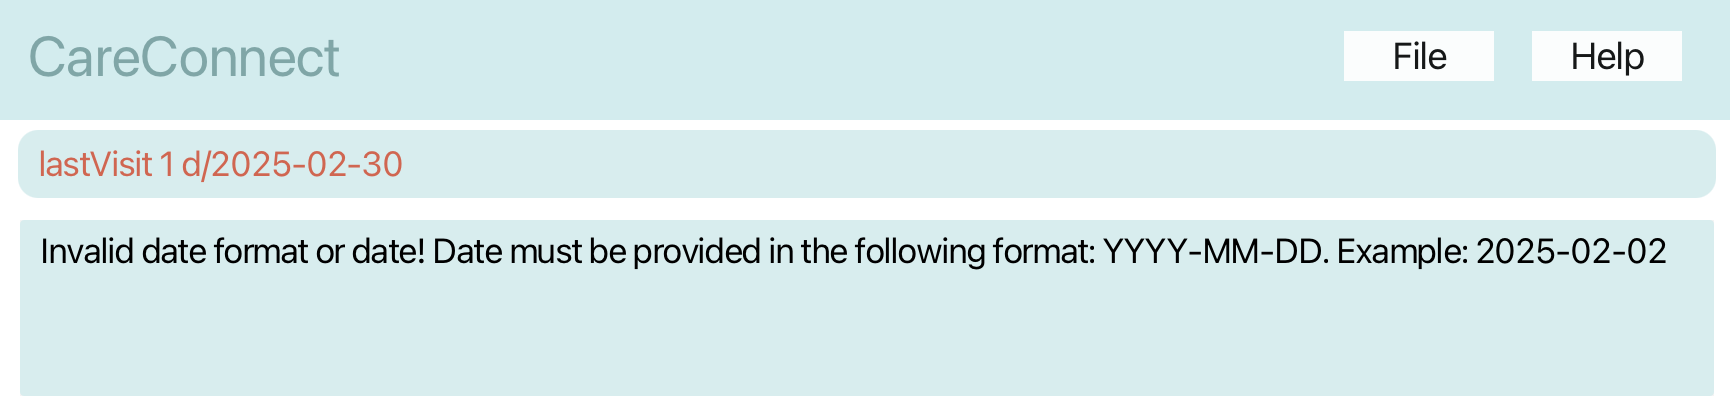 CareConnect
File Help
lastVisit 1 d/2025-02-30
Invalid date format or date! Date must be provided in the following format: YYYY-MM-DD. Example: 2025-02-02